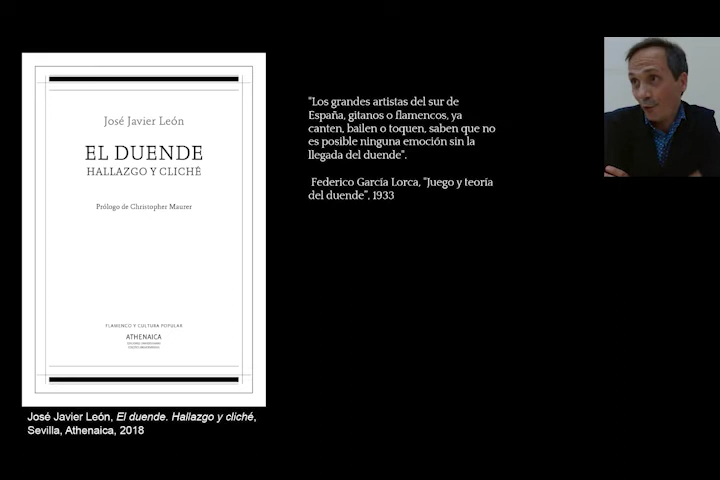 José Javier León
EL DUENDE
HALLAZGO Y CLICHÉ
Prólogo de Christopher Maurer
FLAMENCO Y CULTURA POPULAR
ATHENAICA
José Javier León, El duende. Hallazgo y cliché,
Sevilla, Athenaica, 2018
"Los grandes artistas del sur de
España, gitanos o flamencos, ya
canten, bailen o toquen, saben que no
es posible ninguna emoción sin la
llegada del duende".
Federico García Lorca, "Juego y teoría
del duende", 1933